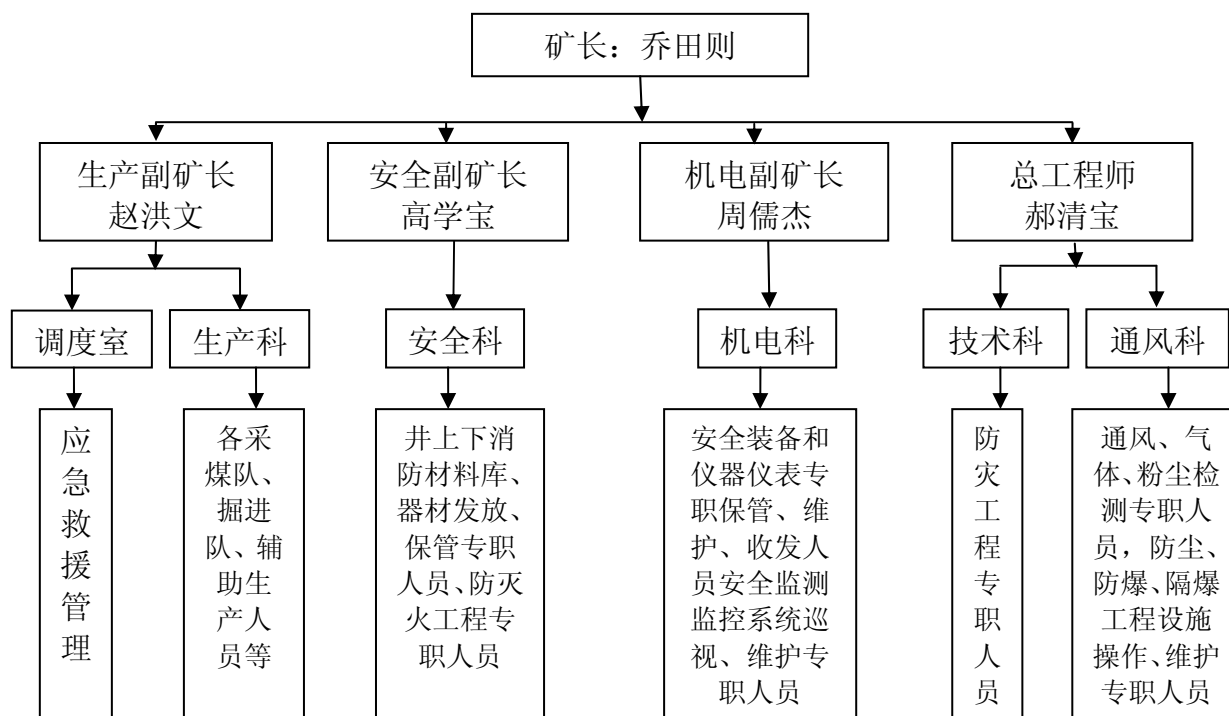 矿长：乔田则
生产副矿长
赵洪文
安全副矿长
高学宝
机电副矿长
周儒杰
总工程师
郝清宝
调度室
生产科
安全科
机电科
技术科
通风科
应
急
救
援
管
理
各采
煤队、
掘进
队、辅
助生
产人
员等
井上下消
防材料库、
器材发放、
保管专职
人员、防灭
火工程专
职人员
安全装备和
仪器仪表专
职保管、维
护、收发人
员安全监测
监控系统巡
视、维护专
职人员
防
灾
工
程
专
职
人
员
通风、气
体、粉尘检
测专职人
员，防尘、
防爆、隔爆
工程设施
操作、维护
专职人员